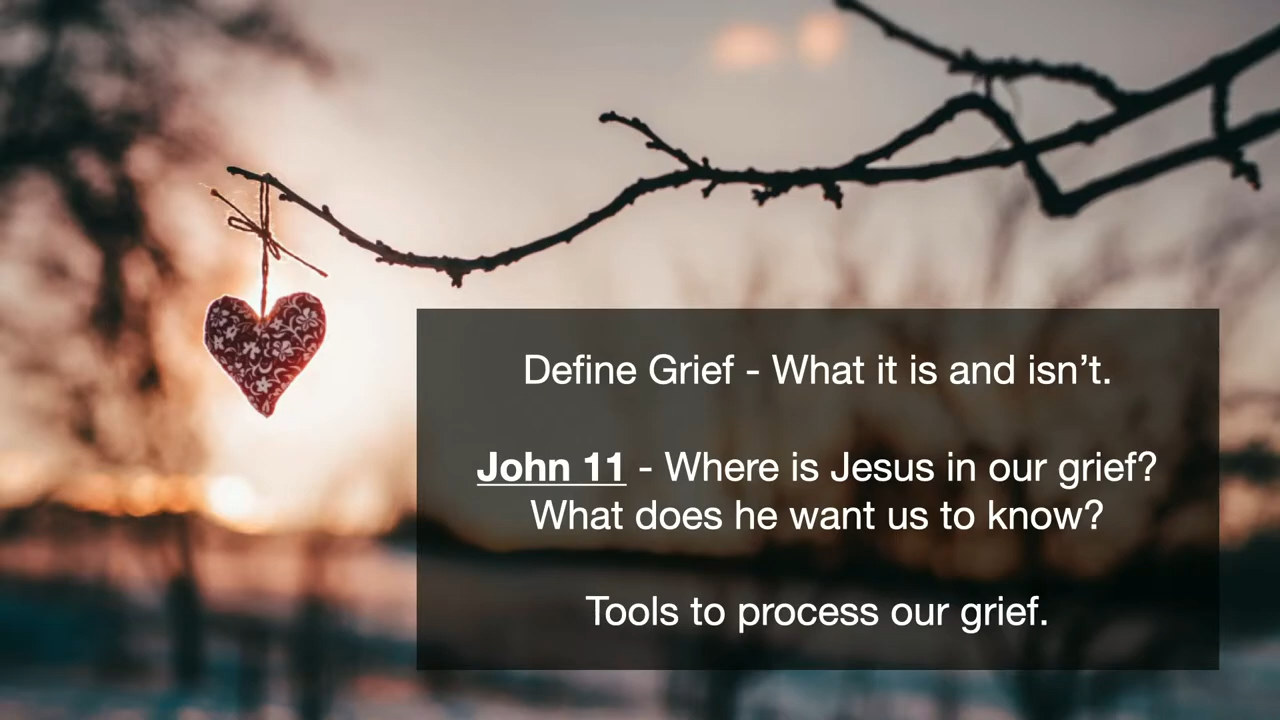 Define Grief - What it is and isn’t.
John 11 - Where is Jesus in our grief?
What does he want us to know?
Tools to process our grief.